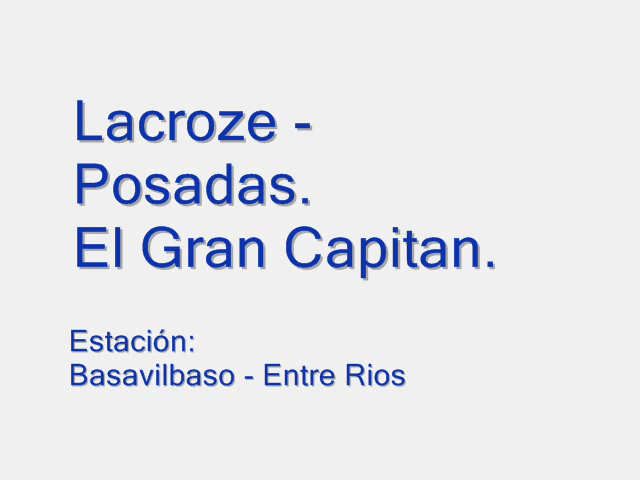 Lacroze -
Posadas.
El Gran Capitan.
Estación:
Basavilbaso - Entre Rios